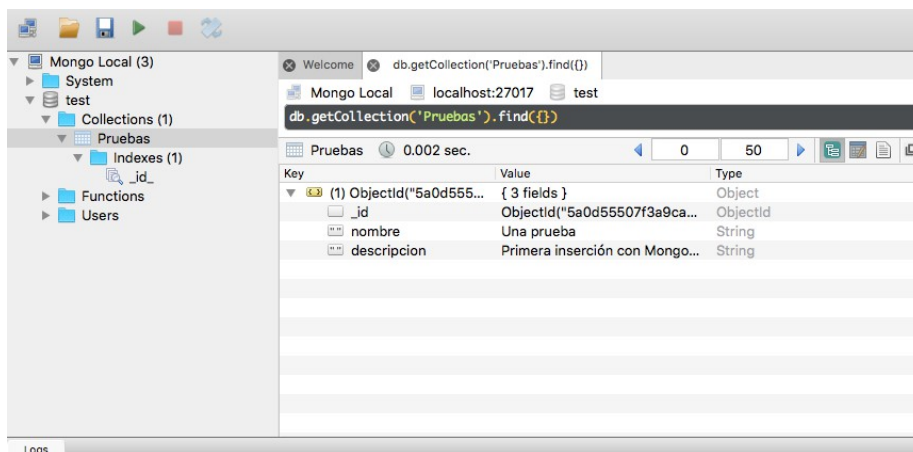 Mongo Local (3)
System
test
Collections (1)
Pruebas
Indexes (1)
_id_
Functions
Users
Welcome db.getCollection('Pruebas').find({})
Mongo Local localhost:27017 test
db.getCollection('Pruebas').find({})
Pruebas 0.002 sec. 0 50
Key Value Type
(1) ObjectId("5a0d555... { 3 fields } Object
_id ObjectId("5a0d55507f3a9ca... ObjectId
"" nombre Una prueba String
"" descripcion Primera inserción con Mongo... String
Logs